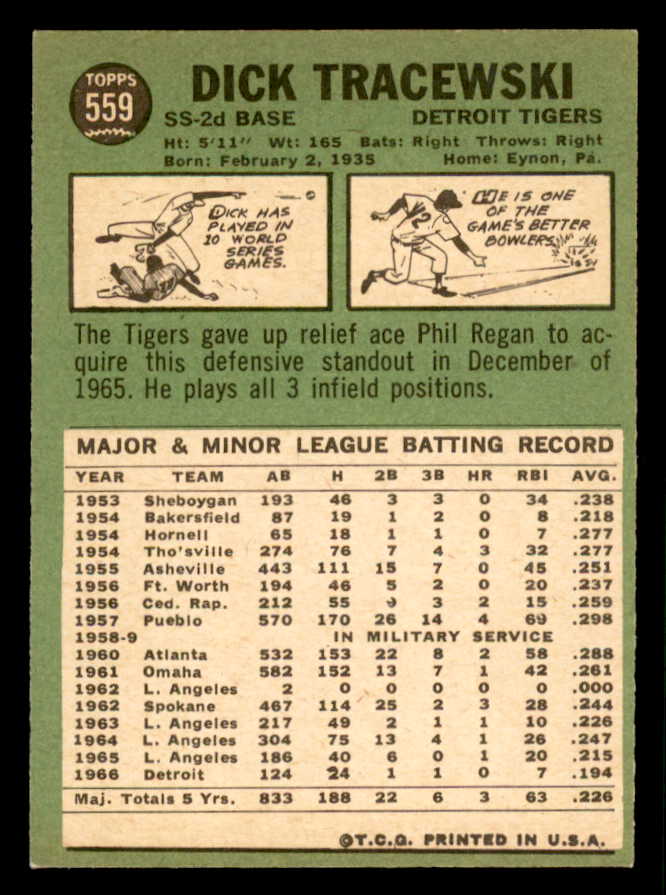 TOPPS
559
DICK TRACEWSKI
SS-2d BASE DETROIT TIGERS
Ht: 5'11" Wt: 165 Bats: Right Throws: Right
Born: February 2, 1935 Home: Eynon, Pa.
DICK HAS
PLAYED IN
10 WORLD
SERIES
GAMES.
HE IS ONE
OF THE
GAME'S BETTER
BOWLERS
2
The Tigers gave up relief ace Phil Regan to ac-
quire this defensive standout in December of
1965. He plays all 3 infield positions.
MAJOR & MINOR LEAGUE BATTING RECORD
YEAR TEAM AB H 2B 3B HR RBI AVG.
1953 Sheboygan 193 46 3 3 0 34 .238
1954 Bakersfield 87 19 1 2 0 8 .218
1954 Hornell 65 18 1 1 0 7 .277
1954 Tho'sville 274 76 7 4 3 32 .277
1955 Asheville 443 111 15 7 0 45 .251
1956 Ft. Worth 194 46 5 2 0 20 .237
1956 Ced. Rap. 212 55 9 3 2 15 .259
1957 Pueblo 570 170 26 14 4 69 .298
1958-9 IN MILITARY SERVICE
1960 Atlanta 532 153 22 8 2 58 .288
1961 Omaha 582 152 13 7 1 42 .261
1962 L. Angeles 2 0 0 0 0 0 .000
1962 Spokane 467 114 25 2 3 28 .244
1963 L. Angeles 217 49 2 1 1 10 .226
1964 L. Angeles 304 75 13 4 1 26 .247
1965 L. Angeles 186 40 6 0 1 20 .215
1966 Detroit 124 24 1 1 0 7 .194
Maj. Totals 5 Yrs. 833 188 22 6 3 63 .226
©T.C.G. PRINTED IN U.S.A.